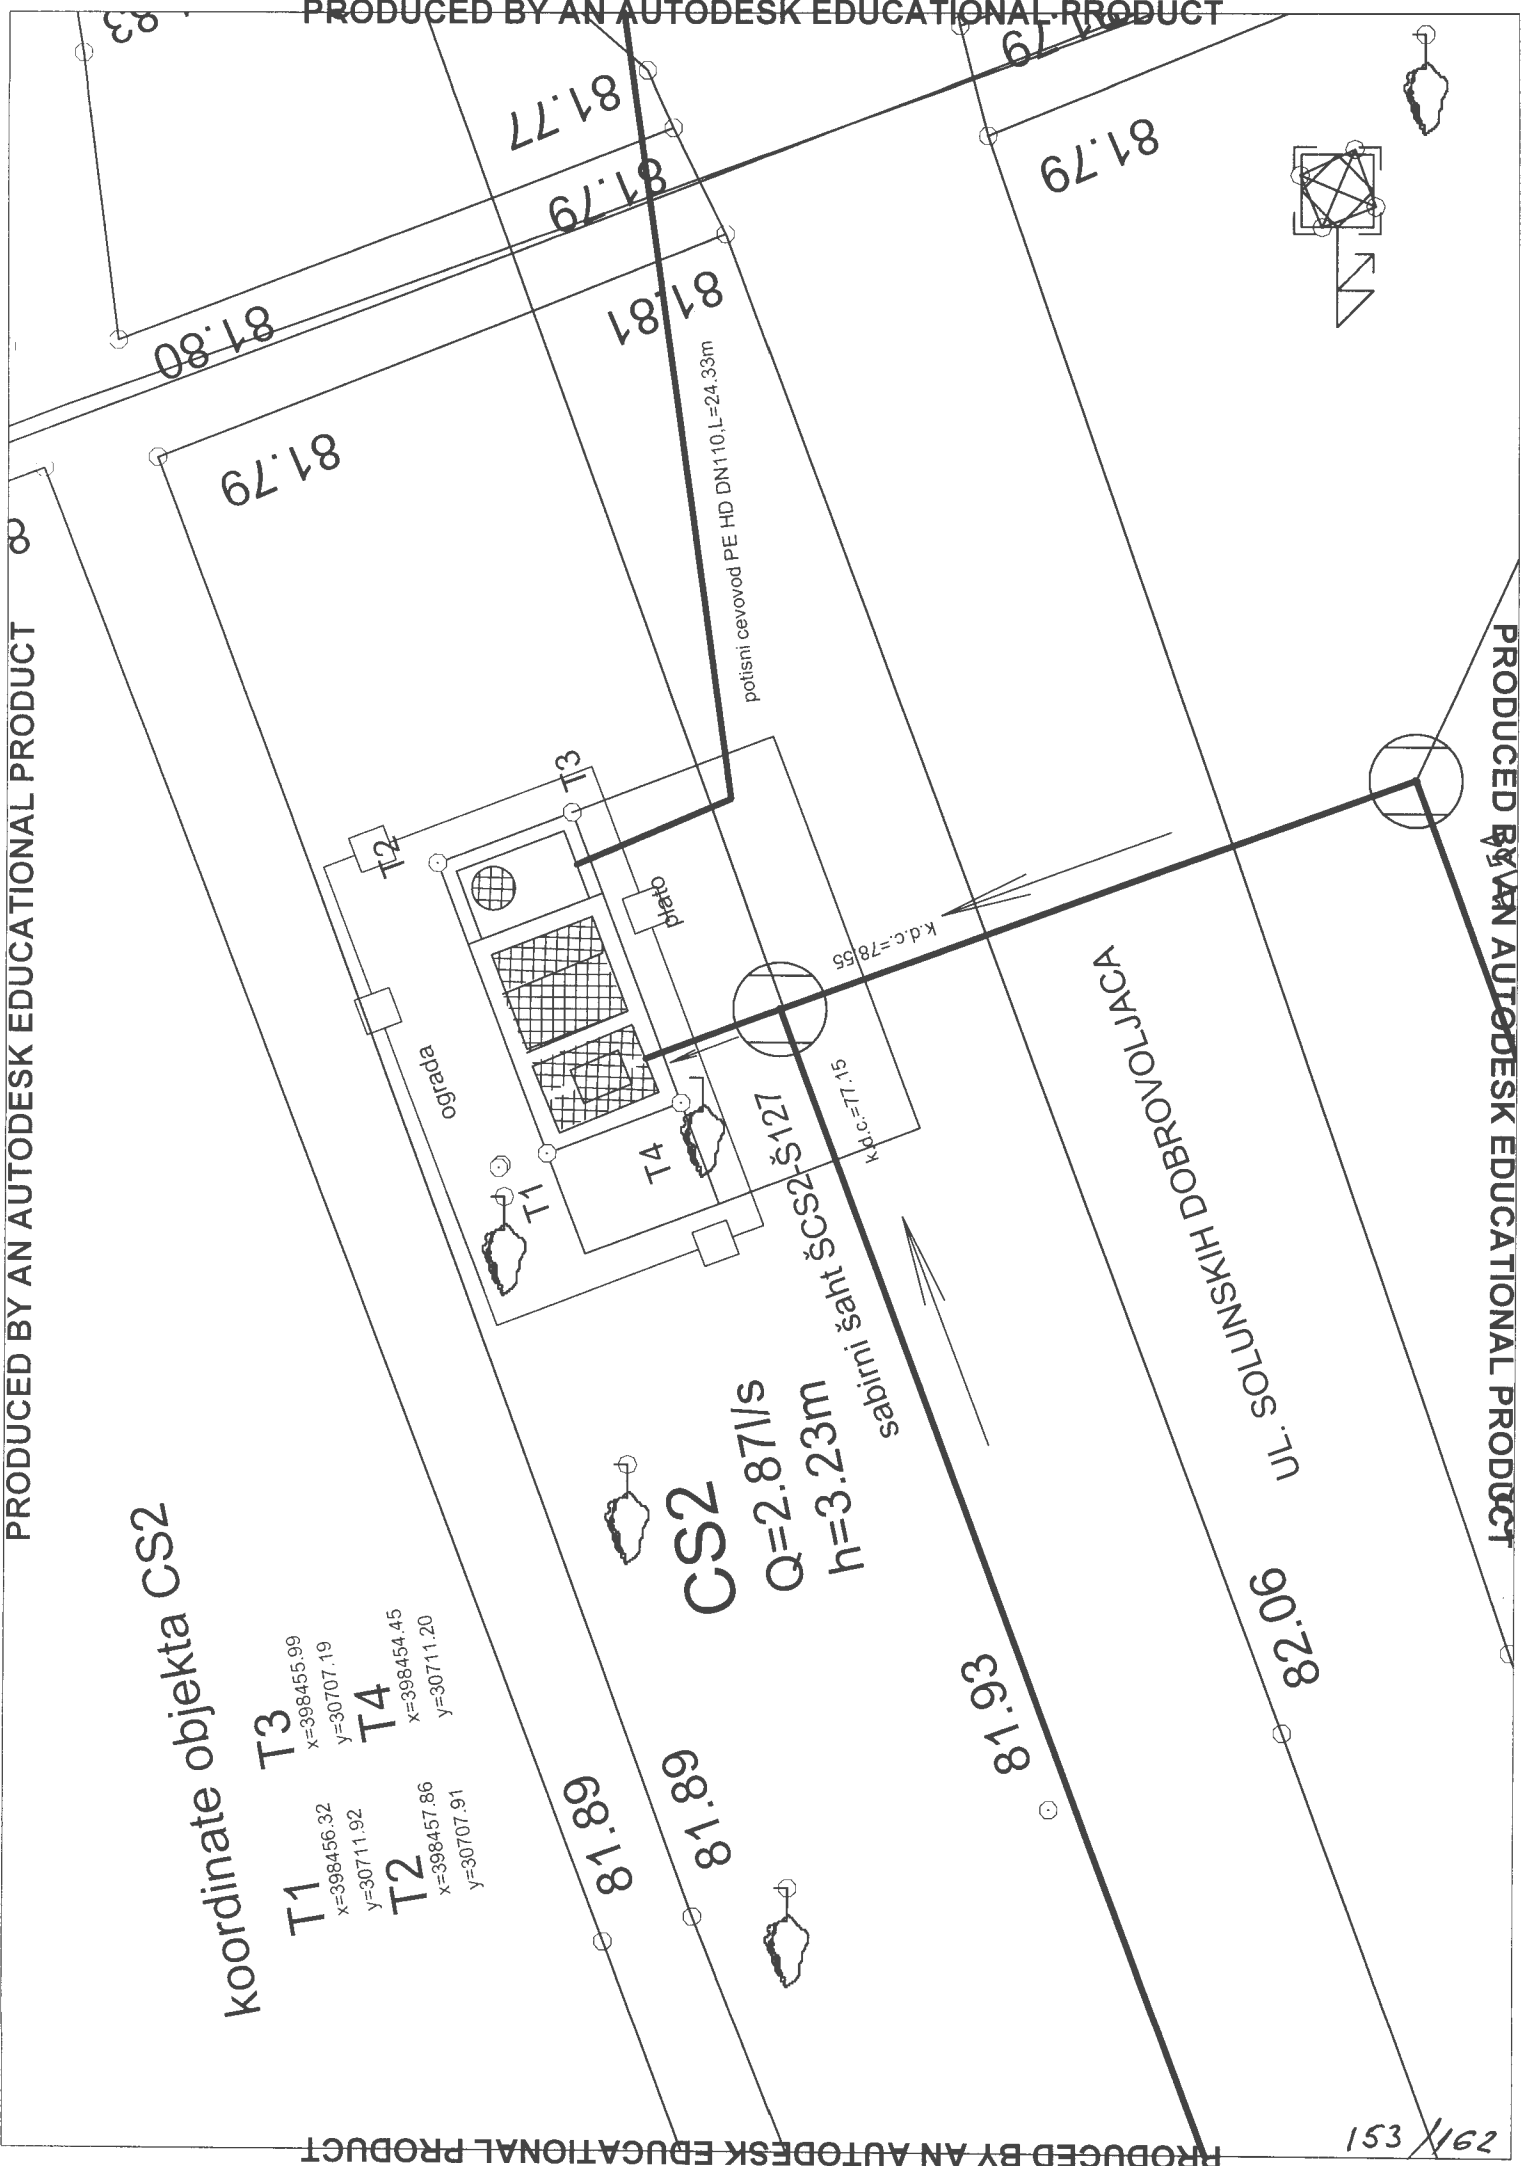 PRODUCED BY AN AUTODESK EDUCATIONAL PRODUCT
koordinate objekta CS2
T1
x=398456.32
y=30711.92
T2
x=398457.86
y=30707.91
T3
x=398455.99
y=30707.19
T4
x=398454.45
y=30711.20
81.80
81.79
81.77
81.79
81.79
81.81
81.79
potisni cevovod PE HD DN110,L=24.33m
T2
T3
T1
T4
ograda
plato
k.d.c.=78.55
k.d.c.=77.15
sabirni šaht ŠCS2-Š127
CS2
Q=2.87l/s
h=3.23m
UL. SOLUNSKIH DOBROVOLJACA
81.89
81.89
81.93
82.06
PRODUCED BY AN AUTODESK EDUCATIONAL PRODUCT
PRODUCED BY AN AUTODESK EDUCATIONAL PRODUCT
PRODUCED BY AN AUTODESK EDUCATIONAL PRODUCT
153/162